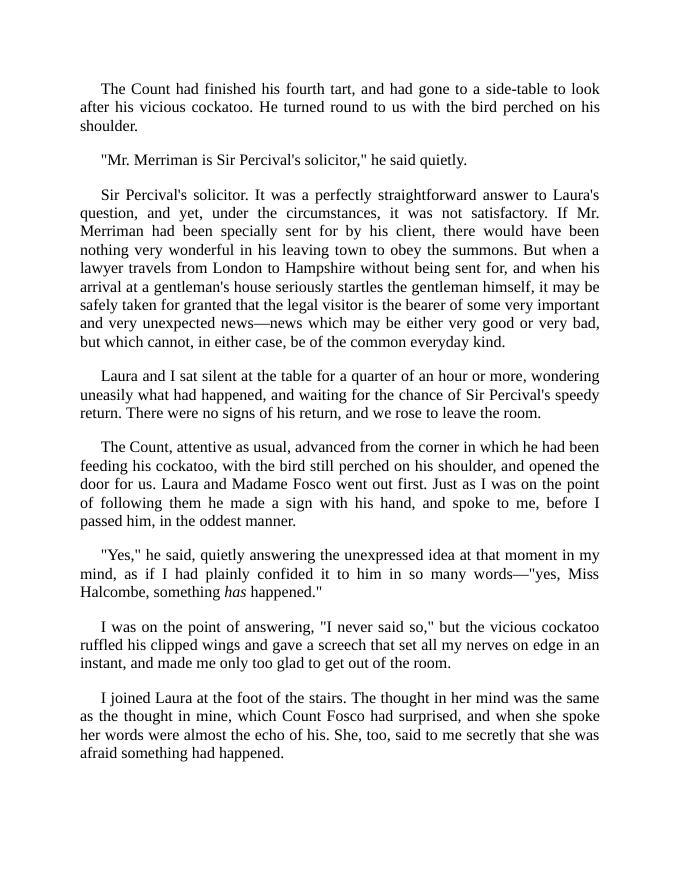 The Count had finished his fourth tart, and had gone to a side-table to look
after his vicious cockatoo. He turned round to us with the bird perched on his
shoulder.
"Mr. Merriman is Sir Percival's solicitor," he said quietly.
Sir Percival's solicitor. It was a perfectly straightforward answer to Laura's
question, and yet, under the circumstances, it was not satisfactory. If Mr.
Merriman had been specially sent for by his client, there would have been
nothing very wonderful in his leaving town to obey the summons. But when a
lawyer travels from London to Hampshire without being sent for, and when his
arrival at a gentleman's house seriously startles the gentleman himself, it may be
safely taken for granted that the legal visitor is the bearer of some very important
and very unexpected news—news which may be either very good or very bad,
but which cannot, in either case, be of the common everyday kind.
Laura and I sat silent at the table for a quarter of an hour or more, wondering
uneasily what had happened, and waiting for the chance of Sir Percival's speedy
return. There were no signs of his return, and we rose to leave the room.
The Count, attentive as usual, advanced from the corner in which he had been
feeding his cockatoo, with the bird still perched on his shoulder, and opened the
door for us. Laura and Madame Fosco went out first. Just as I was on the point
of following them he made a sign with his hand, and spoke to me, before I
passed him, in the oddest manner.
"Yes," he said, quietly answering the unexpressed idea at that moment in my
mind, as if I had plainly confided it to him in so many words—"yes, Miss
Halcombe, something has happened."
I was on the point of answering, "I never said so," but the vicious cockatoo
ruffled his clipped wings and gave a screech that set all my nerves on edge in an
instant, and made me only too glad to get out of the room.
I joined Laura at the foot of the stairs. The thought in her mind was the same
as the thought in mine, which Count Fosco had surprised, and when she spoke
her words were almost the echo of his. She, too, said to me secretly that she was
afraid something had happened.